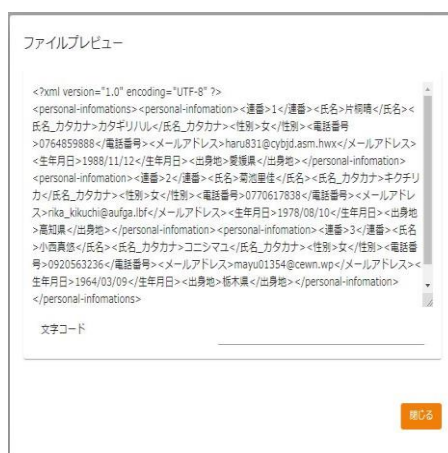 ファイルプレビュー
<?xml version="1.0" encoding="UTF-8" ?>
<personal-infomations><personal-infomation><連番>1</連番><氏名>片桐晴</氏名><
氏名_カタカナ>カタギリハル</氏名_カタカナ><性別>女</性別><電話番号
>0764859888</電話番号><メールアドレス>haru831@cybjd.asm.hwx</メールアドレス>
<生年月日>1988/11/12</生年月日><出身地>愛媛県</出身地></personal-infomation>
<personal-infomation><連番>2</連番><氏名>菊池里佳</氏名><氏名_カタカナ>キクチリ
カ</氏名_カタカナ><性別>女</性別><電話番号>0770617838</電話番号><メールアドレ
ス>rika_kikuchi@aufga.lbf</メールアドレス><生年月日>1978/08/10</生年月日><出身地
>高知県</出身地></personal-infomation><personal-infomation><連番>3</連番><氏名
>小西真悠</氏名><氏名_カタカナ>コニシマユ</氏名_カタカナ><性別>女</性別><電話番
号>0920563236</電話番号><メールアドレス>mayu01354@cewn.wp</メールアドレス><
生年月日>1964/03/09</生年月日><出身地>栃木県</出身地></personal-infomation>
</personal-infomations>
文字コード
閉じる